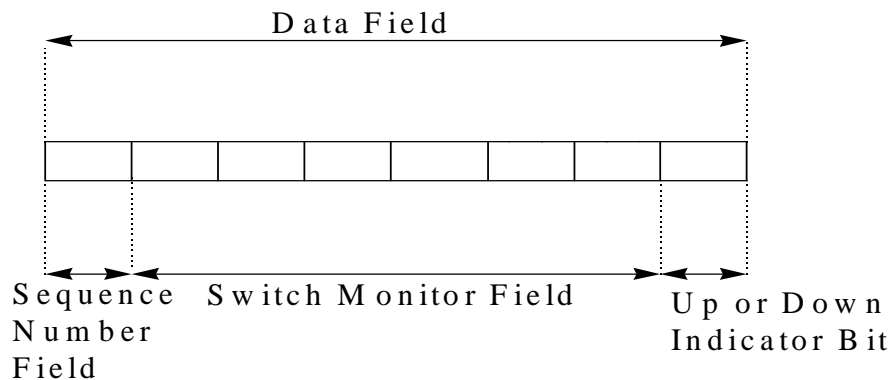 Data Field
Sequence
Number
Field
Switch Monitor Field
Up or Down
Indicator Bit